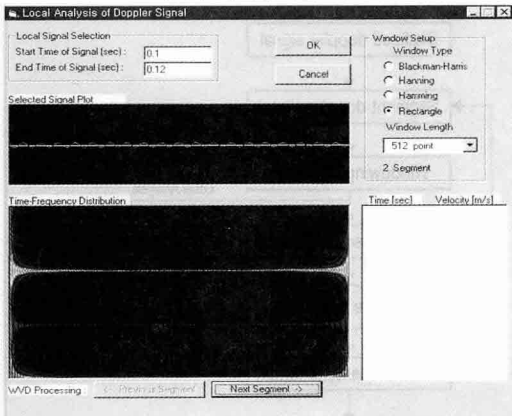 Local Analysis of Doppler Signal
Local Signal Selection
Start Time of Signal (sec) : 0.1
End Time of Signal (sec) : 0.12
OK
Cancel
Window Setup
Window Type
Blackman-Harris
Hanning
Hamming
Rectangle
Window Length
512 point
2 Segment
Selected Signal Plot
Time-Frequency Distribution
Time [sec] Velocity [m/s]
WVD Processing : <- Previous Segment Next Segment ->